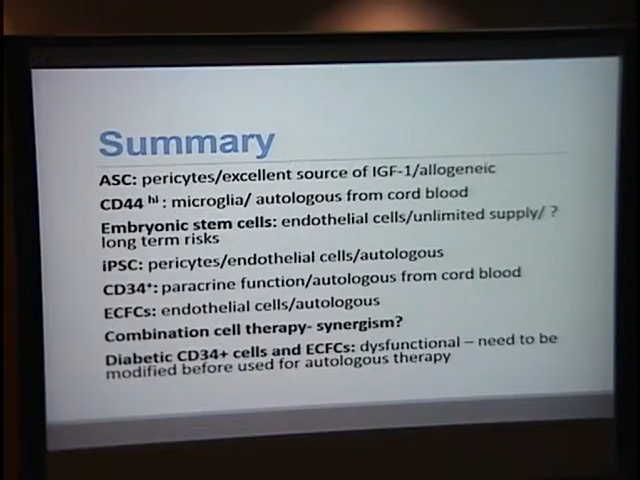 Summary
ASC: pericytes/excellent source of IGF-1/allogeneic
CD44 hi : microglia/ autologous from cord blood
Embryonic stem cells: endothelial cells/unlimited supply/ ?
long term risks
iPSC: pericytes/endothelial cells/autologous
CD34+: paracrine function/autologous from cord blood
ECFCs: endothelial cells/autologous
Combination cell therapy- synergism?
Diabetic CD34+ cells and ECFCs: dysfunctional – need to be
modified before used for autologous therapy